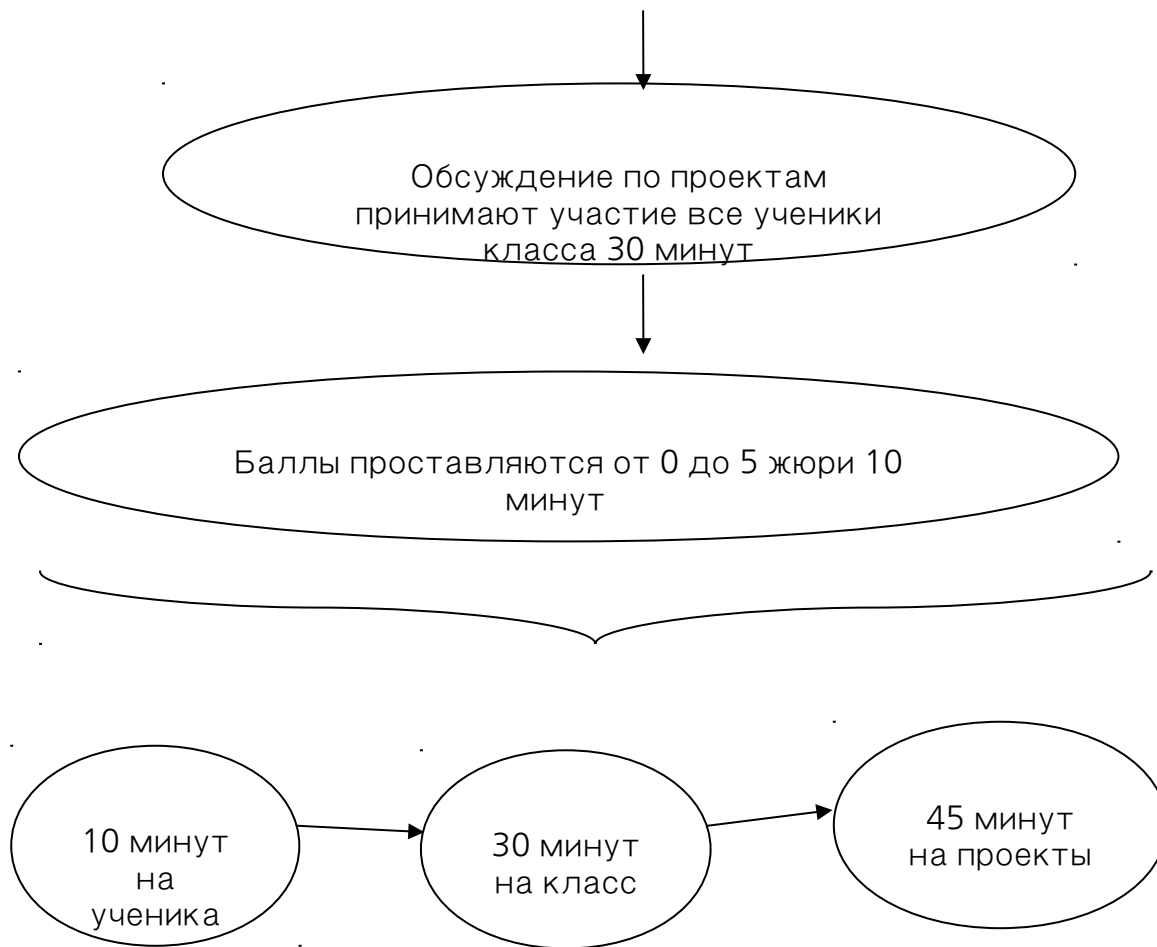 Обсуждение по проектам
принимают участие все ученики
класса 30 минут
Баллы проставляются от 0 до 5 жюри 10
минут
10 минут
на
ученика
30 минут
на класс
45 минут
на проекты